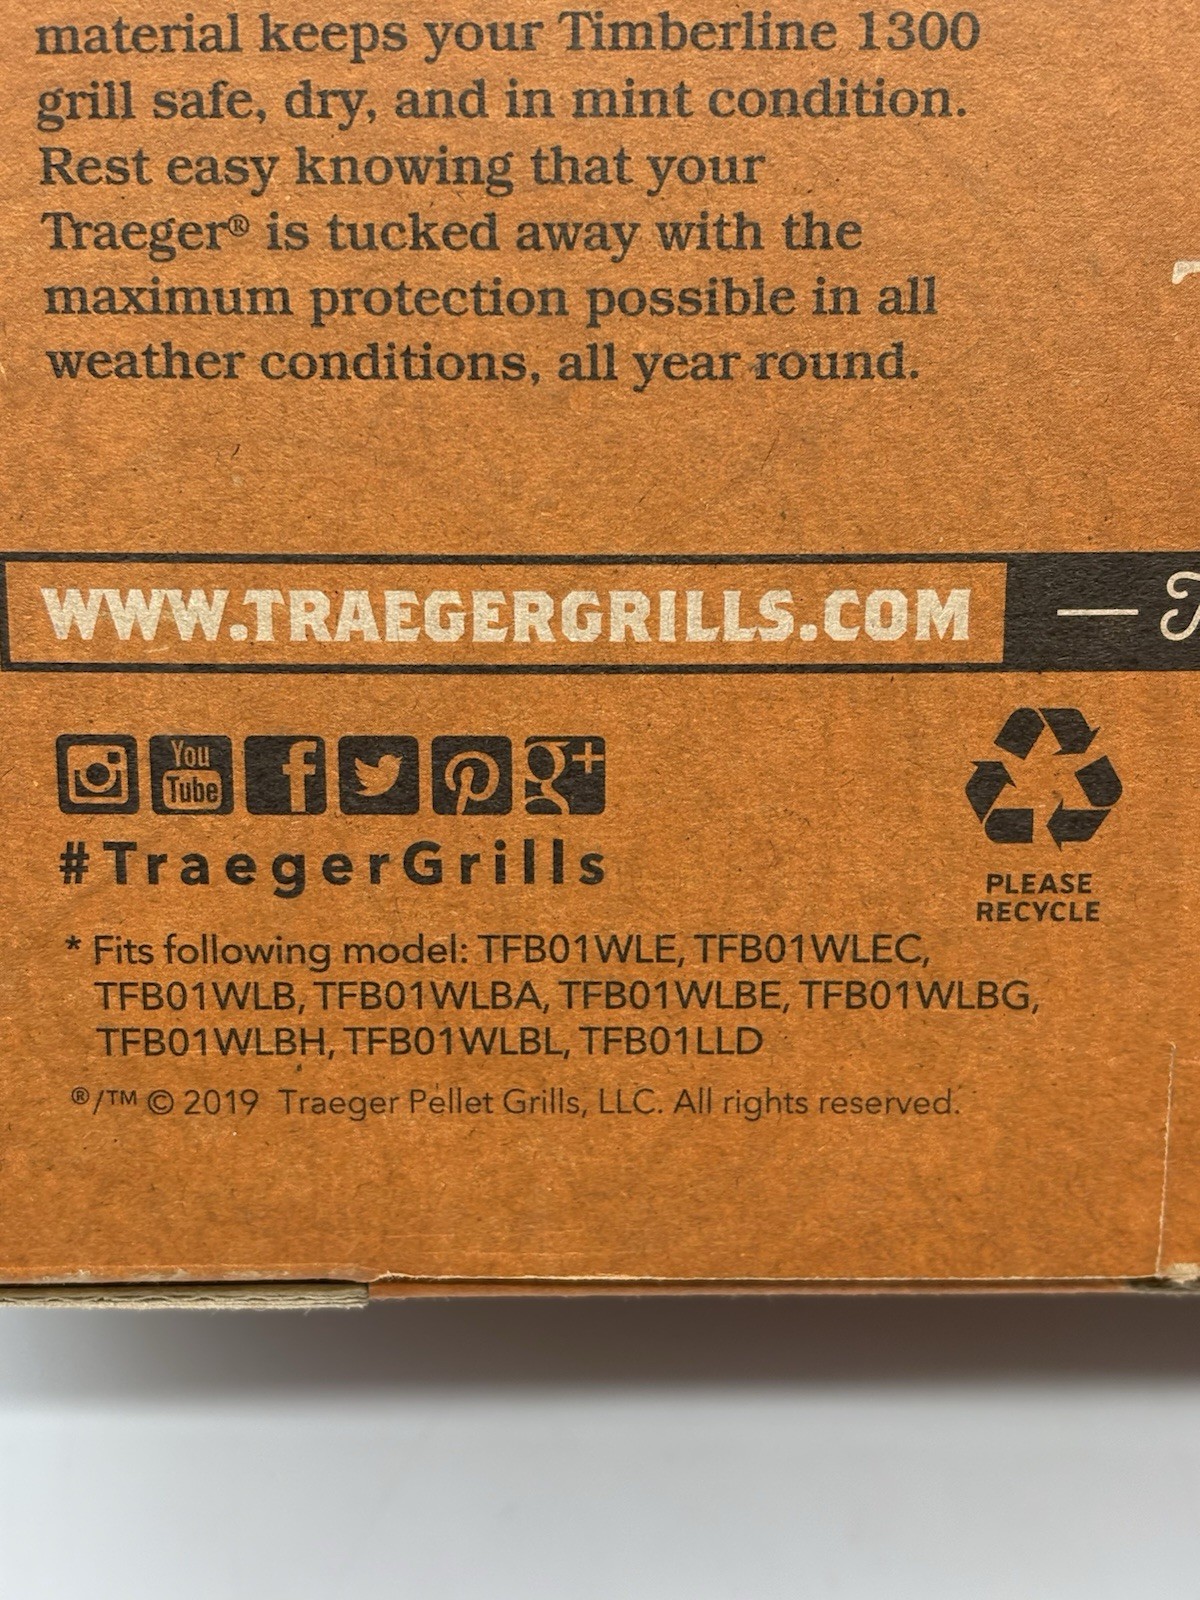 material keeps your Timberline 1300
grill safe, dry, and in mint condition.
Rest easy knowing that your
Traeger® is tucked away with the
maximum protection possible in all
weather conditions, all year round.
WWW.TRAEGERGRILLS.COM
You
Tube
f
g+
#TraegerGrills
PLEASE
RECYCLE
* Fits following model: TFB01WLE, TFB01WLEC,
TFB01WLB, TFB01WLBA, TFB01WLBE, TFB01WLBG,
TFB01WLBH, TFB01WLBL, TFB01LLD
®/™ © 2019 Traeger Pellet Grills, LLC. All rights reserved.